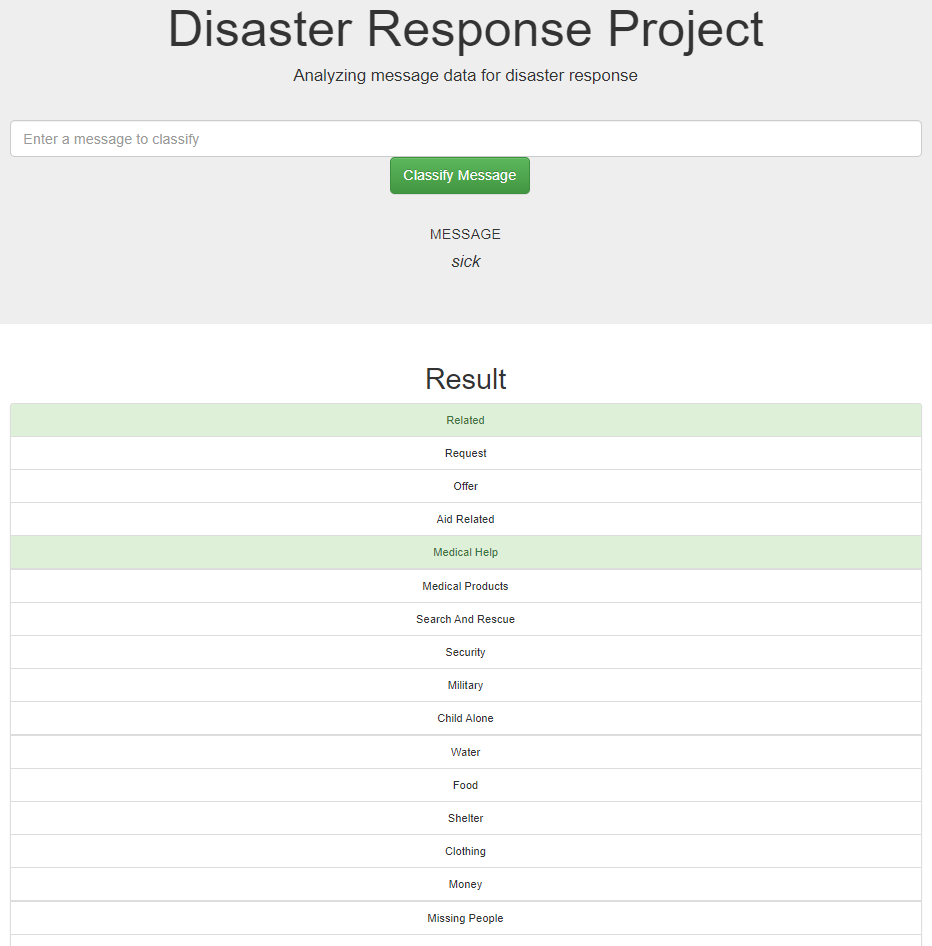 Disaster Response Project
Analyzing message data for disaster response
Enter a message to classify
Classify Message
MESSAGE
sick
Result
Related
Request
Offer
Aid Related
Medical Help
Medical Products
Search And Rescue
Security
Military
Child Alone
Water
Food
Shelter
Clothing
Money
Missing People